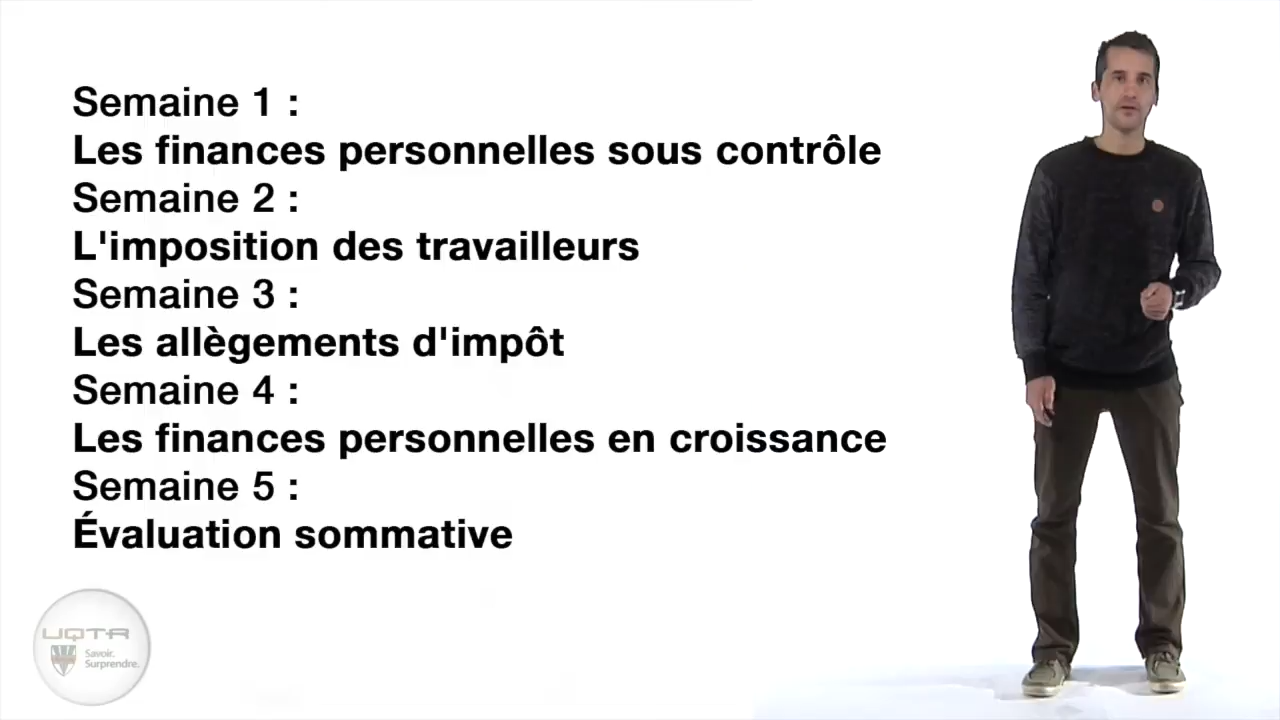 Semaine 1 :
Les finances personnelles sous contrôle
Semaine 2 :
L'imposition des travailleurs
Semaine 3 :
Les allègements d'impôt
Semaine 4 :
Les finances personnelles en croissance
Semaine 5 :
Évaluation sommative
UQTR
Savoir.
Surprendre.